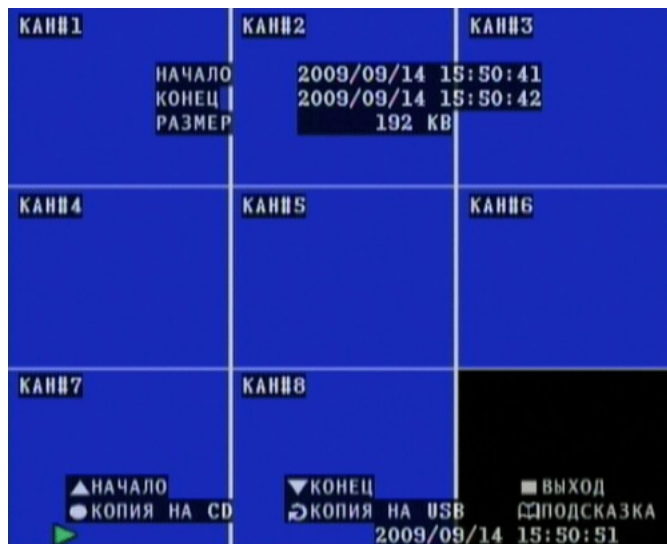 КАН#1 КАН#2 КАН#3
НАЧАЛО 2009/09/14 15:50:41
КОНЕЦ 2009/09/14 15:50:42
РАЗМЕР 192 KB
КАН#4 КАН#5 КАН#6
КАН#7 КАН#8
▲НАЧАЛО ▼КОНЕЦ ■ВЫХОД
●КОПИЯ НА CD КОПИЯ НА USB ПОДСКАЗКА
2009/09/14 15:50:51